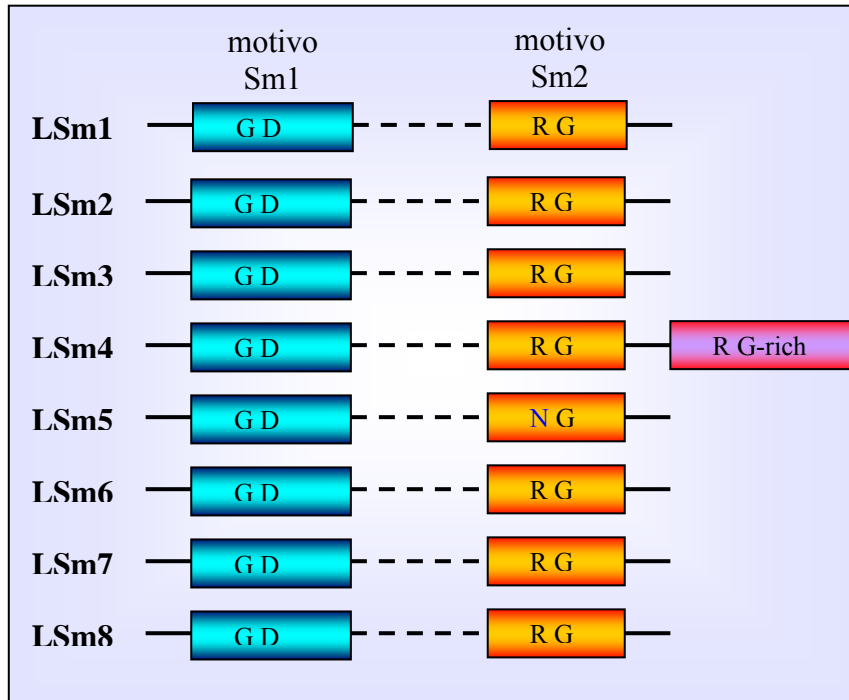 motivo motivo
Sm1 Sm2
LSm1 G D R G
LSm2 G D R G
LSm3 G D R G
LSm4 G D R G R G-rich
LSm5 G D N G
LSm6 G D R G
LSm7 G D R G
LSm8 G D R G